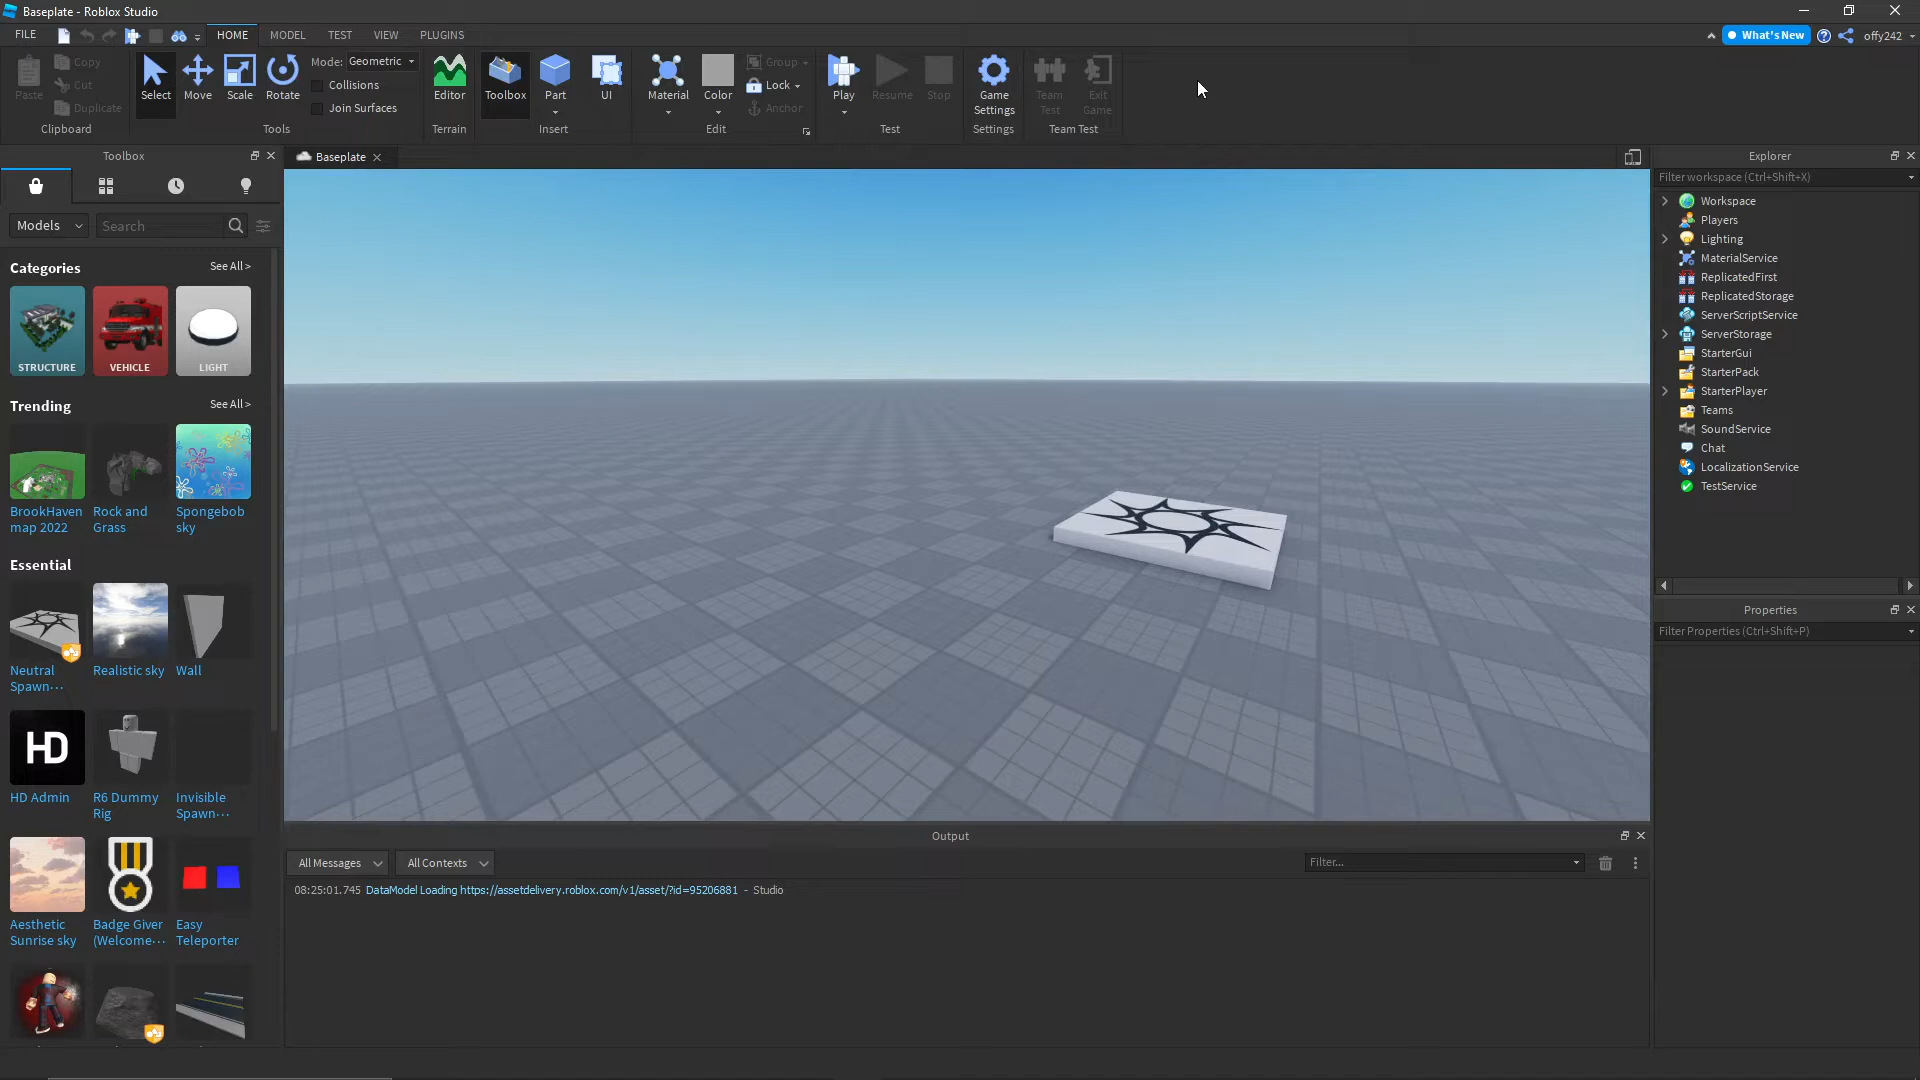 Baseplate - Roblox Studio
FILE HOME MODEL TEST VIEW PLUGINS What's New offy242
Paste Copy Cut Duplicate
Clipboard
Select Move Scale Rotate
Mode: Geometric
Collisions
Join Surfaces
Tools
Editor
Terrain
Toolbox Part UI
Insert
Material Color Group Lock Anchor
Edit
Play Resume Stop
Test
Game Settings
Settings
Team Test Exit Game
Team Test
Toolbox
Models Search
Categories See All >
STRUCTURE VEHICLE LIGHT
Trending See All >
BrookHaven map 2022
Rock and Grass
Spongebob sky
Essential
Neutral Spawn···
Realistic sky
Wall
HD
HD Admin
R6 Dummy Rig
Invisible Spawn···
Aesthetic Sunrise sky
Badge Giver (Welcome···
Easy Teleporter
Baseplate
Output
All Messages All Contexts Filter...
08:25:01.745 DataModel Loading https://assetdelivery.roblox.com/v1/asset/?id=95206881 - Studio
Explorer
Filter workspace (Ctrl+Shift+X)
Workspace
Players
Lighting
MaterialService
ReplicatedFirst
ReplicatedStorage
ServerScriptService
ServerStorage
StarterGui
StarterPack
StarterPlayer
Teams
SoundService
Chat
LocalizationService
TestService
Properties
Filter Properties (Ctrl+Shift+P)